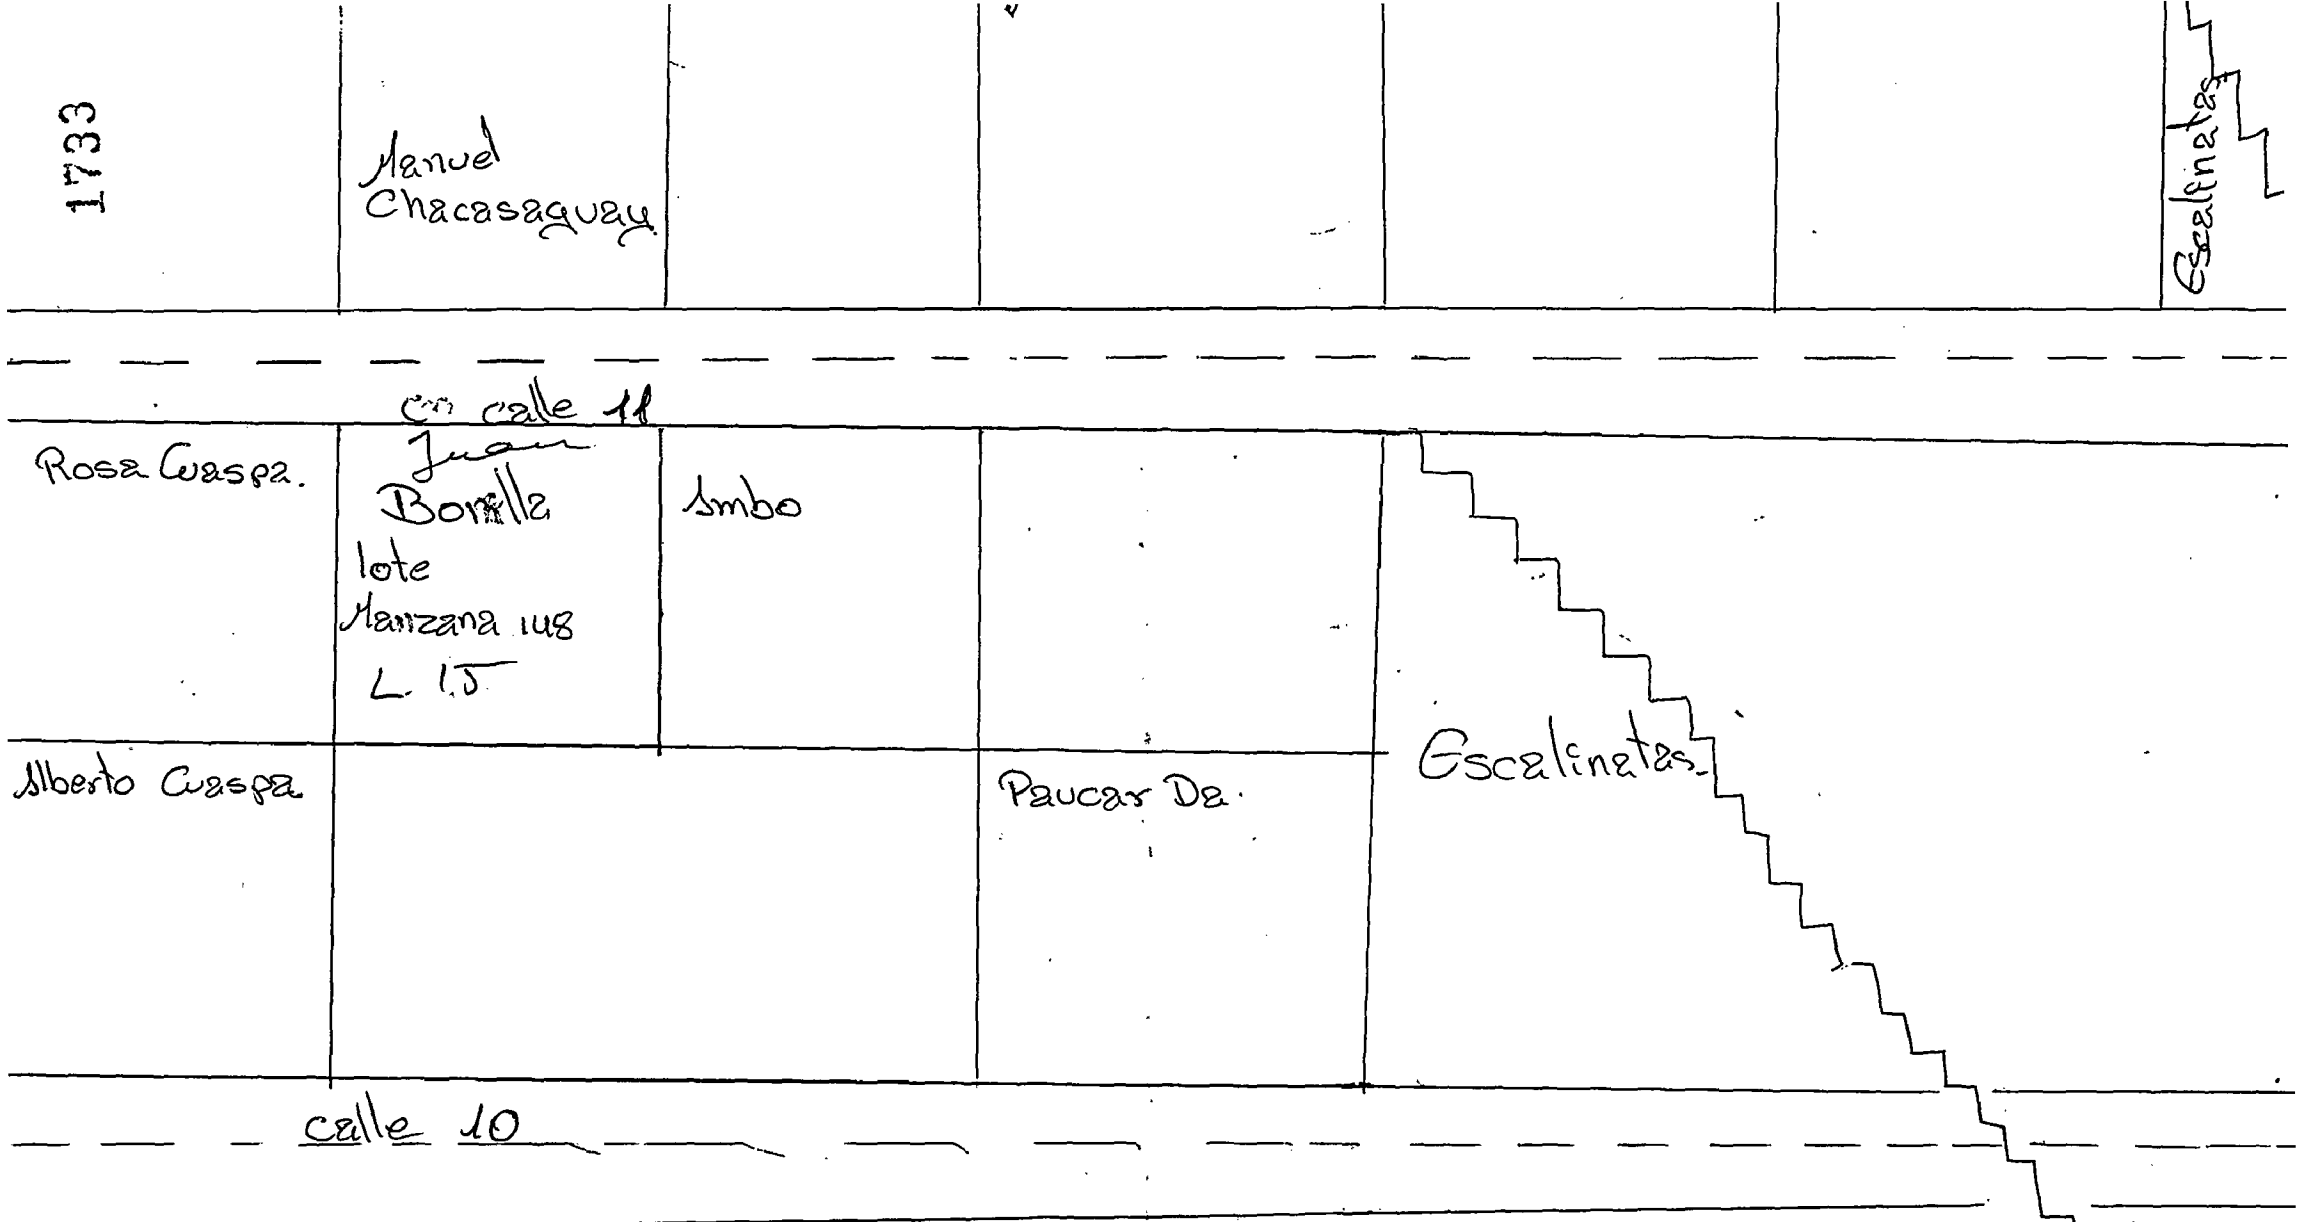 1733
Manuel
Chacasaguay
Escalinatas
en calle 11
Rosa Cuaspa.
Juan
Bonilla
lote
Manzana 148
L. 15
Ambo
Alberto Cuaspa
Paucar Da.
Escalinatas
calle 10